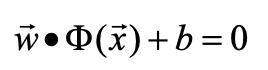 w⃗ • Φ(x⃗) + b = 0